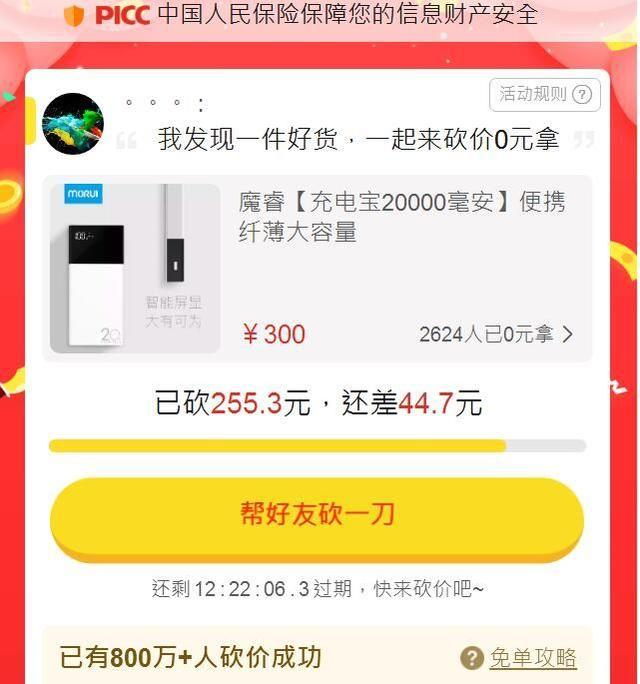 PICC 中国人民保险保障您的信息财产安全
。。。:
活动规则 ?
“ 我发现一件好货，一起来砍价0元拿 ”
MORUI
魔睿【充电宝20000毫安】便携
纤薄大容量
智能屏显
大有可为
¥300
2624人已0元拿 >
已砍255.3元，还差44.7元
帮好友砍一刀
还剩 12 : 22 : 06 . 3 过期，快来砍价吧~
已有800万+人砍价成功
? 免单攻略